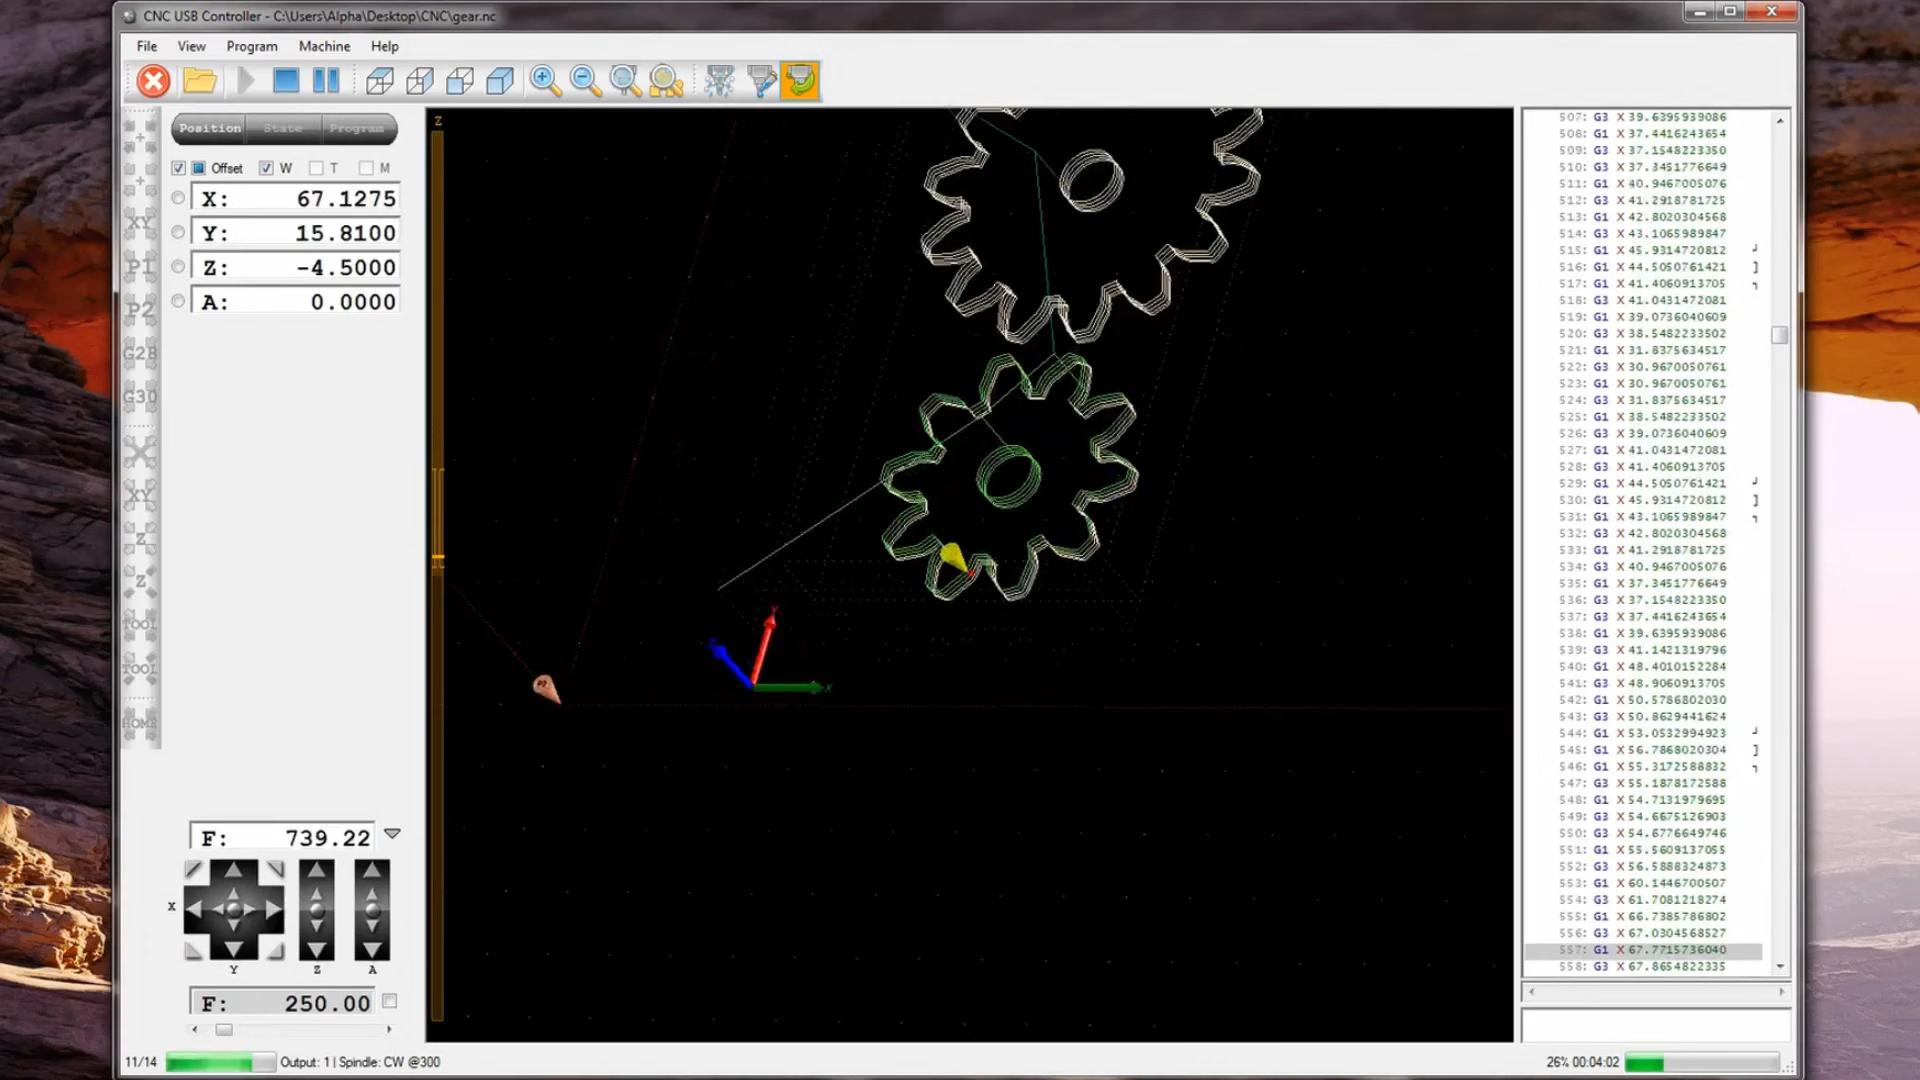 CNC USB Controller - C:\Users\Alpha\Desktop\CNC\gear.nc
File View Program Machine Help
Position State Program
Offset W T M
X: 67.1275
Y: 15.8100
Z: -4.5000
A: 0.0000
XY
P1
P2
G28
G30
XY
Z
Z
TOOL
TOOL
HOME
F: 739.22
X
Y Z A
F: 250.00
Z
X
507: G3 X 39.6395939086
508: G1 X 37.4416243654
509: G3 X 37.1548223350
510: G3 X 37.3451776649
511: G1 X 40.9467005076
512: G3 X 41.2918781725
513: G1 X 42.8020304568
514: G3 X 43.1065989847
515: G1 X 45.9314720812
516: G1 X 44.5050761421
517: G1 X 41.4060913705
518: G3 X 41.0431472081
519: G1 X 39.0736040609
520: G3 X 38.5482233502
521: G1 X 31.8375634517
522: G3 X 30.9670050761
523: G1 X 30.9670050761
524: G3 X 31.8375634517
525: G1 X 38.5482233502
526: G3 X 39.0736040609
527: G1 X 41.0431472081
528: G3 X 41.4060913705
529: G1 X 44.5050761421
530: G1 X 45.9314720812
531: G1 X 43.1065989847
532: G3 X 42.8020304568
533: G1 X 41.2918781725
534: G3 X 40.9467005076
535: G1 X 37.3451776649
536: G3 X 37.1548223350
537: G3 X 37.4416243654
538: G1 X 39.6395939086
539: G3 X 41.1421319796
540: G1 X 48.4010152284
541: G3 X 48.9060913705
542: G1 X 50.5786802030
543: G3 X 50.8629441624
544: G1 X 53.0532994923
545: G1 X 56.7868020304
546: G1 X 55.3172588832
547: G3 X 55.1878172588
548: G1 X 54.7131979695
549: G3 X 54.6675126903
550: G3 X 54.6776649746
551: G1 X 55.5609137055
552: G3 X 56.5888324873
553: G1 X 60.1446700507
554: G3 X 61.7081218274
555: G1 X 66.7385786802
556: G3 X 67.0304568527
557: G1 X 67.7715736040
558: G3 X 67.8654822335
11/14 Output: 1 | Spindle: CW @300
26% 00:04:02